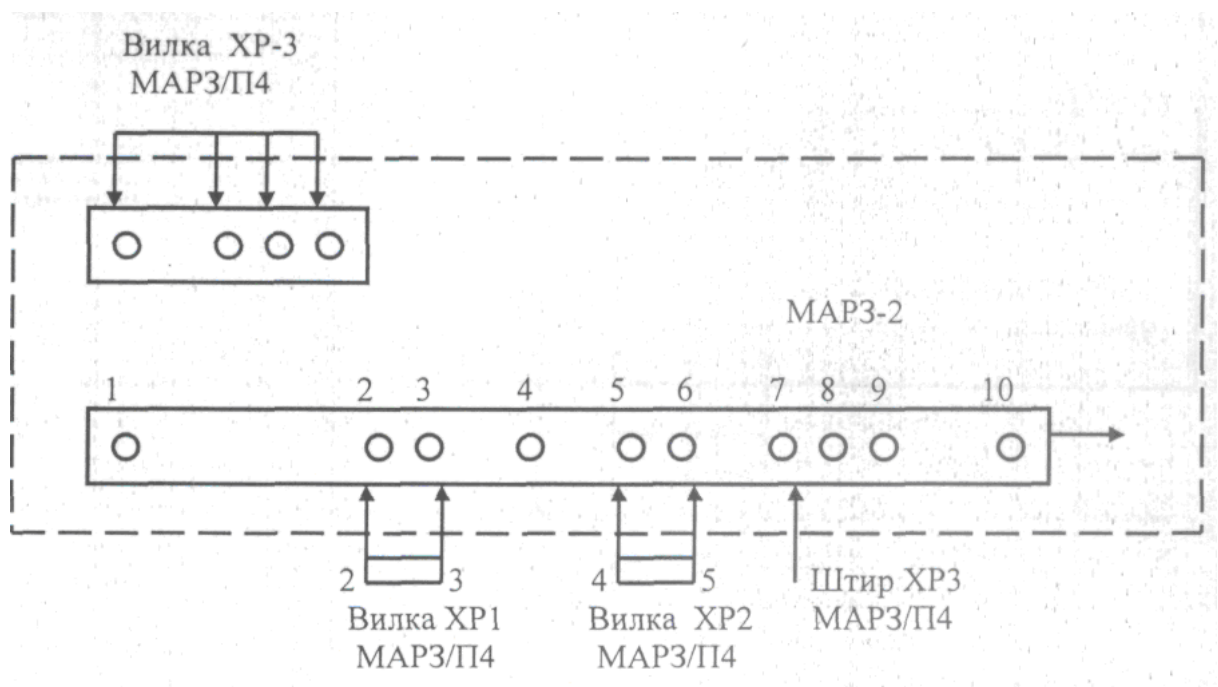 Вилка ХР-3
МАРЗ/П4
МАРЗ-2
1 2 3 4 5 6 7 8 9 10
2 3 4 5
Вилка ХР1
МАРЗ/П4
Вилка ХР2
МАРЗ/П4
Штир ХР3
МАРЗ/П4